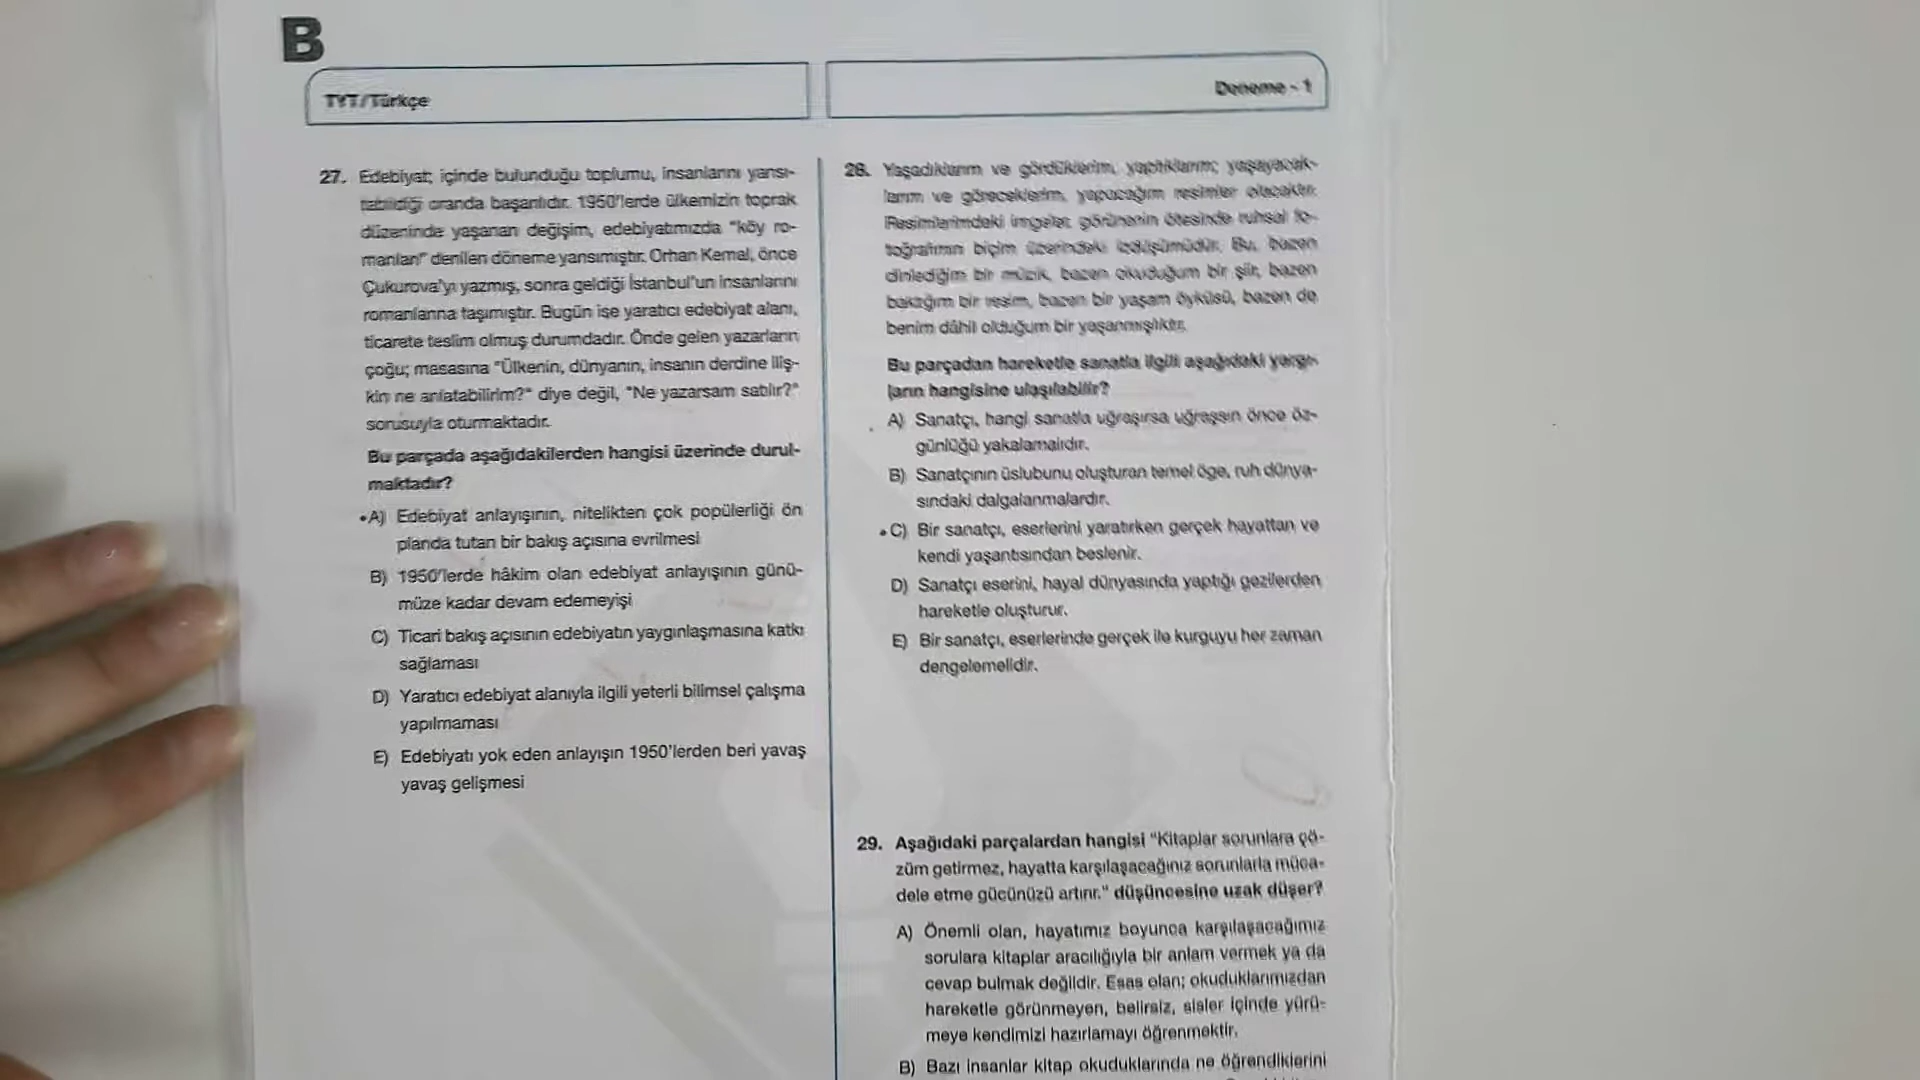 B
TYT/Türkçe
Deneme - 1
27. Edebiyat; içinde bulunduğu toplumu, insanlarını yansı-
tabildiği oranda başarılıdır. 1950'lerde ülkemizin toprak
düzeninde yaşanan değişim, edebiyatımızda "köy ro-
manları" denilen döneme yansımıştır. Orhan Kemal, önce
Çukurova'yı yazmış, sonra geldiği İstanbul'un insanlarını
romanlarına taşımıştır. Bugün ise yaratıcı edebiyat alanı,
ticarete teslim olmuş durumdadır. Önde gelen yazarların
çoğu; masasına "Ülkenin, dünyanın, insanın derdine iliş-
kin ne anlatabilirim?" diye değil, "Ne yazarsam satılır?"
sorusuyla oturmaktadır.
Bu parçada aşağıdakilerden hangisi üzerinde durul-
maktadır?
•A) Edebiyat anlayışının, nitelikten çok popülerliği ön
planda tutan bir bakış açısına evrilmesi
B) 1950'lerde hâkim olan edebiyat anlayışının günü-
müze kadar devam edemeyişi
C) Ticari bakış açısının edebiyatın yaygınlaşmasına katkı
sağlaması
D) Yaratıcı edebiyat alanıyla ilgili yeterli bilimsel çalışma
yapılmaması
E) Edebiyatı yok eden anlayışın 1950'lerden beri yavaş
yavaş gelişmesi
28. Yaşadıklarım ve gördüklerim, yaptıklarım; yaşayacak-
larım ve göreceklerim, yapacağım resimler olacaktır.
Resimlerimdeki imgeler, görünenin ötesinde ruhsal fo-
toğrafımın biçim üzerindeki izdüşümüdür. Bu, bazen
dinlediğim bir müzik, bazen okuduğum bir şiir, bazen
baktığım bir resim, bazen bir yaşam öyküsü, bazen de
benim dâhil olduğum bir yaşanmışlıktır.
Bu parçadan hareketle sanatla ilgili aşağıdaki yargı-
ların hangisine ulaşılabilir?
A) Sanatçı, hangi sanatla uğraşırsa uğraşsın önce öz-
günlüğü yakalamalıdır.
B) Sanatçının üslubunu oluşturan temel öge, ruh dünya-
sındaki dalgalanmalardır.
•C) Bir sanatçı, eserlerini yaratırken gerçek hayattan ve
kendi yaşantısından beslenir.
D) Sanatçı eserini, hayal dünyasında yaptığı gezilerden
hareketle oluşturur.
E) Bir sanatçı, eserlerinde gerçek ile kurguyu her zaman
dengelemelidir.
29. Aşağıdaki parçalardan hangisi "Kitaplar sorunlara çö-
züm getirmez, hayatta karşılaşacağınız sorunlarla müca-
dele etme gücünüzü artırır." düşüncesine uzak düşer?
A) Önemli olan, hayatımız boyunca karşılaşacağımız
sorulara kitaplar aracılığıyla bir anlam vermek ya da
cevap bulmak değildir. Esas olan; okuduklarımızdan
hareketle görünmeyen, belirsiz, sisler içinde yürü-
meye kendimizi hazırlamayı öğrenmektir.
B) Bazı insanlar kitap okuduklarında ne öğrendiklerini